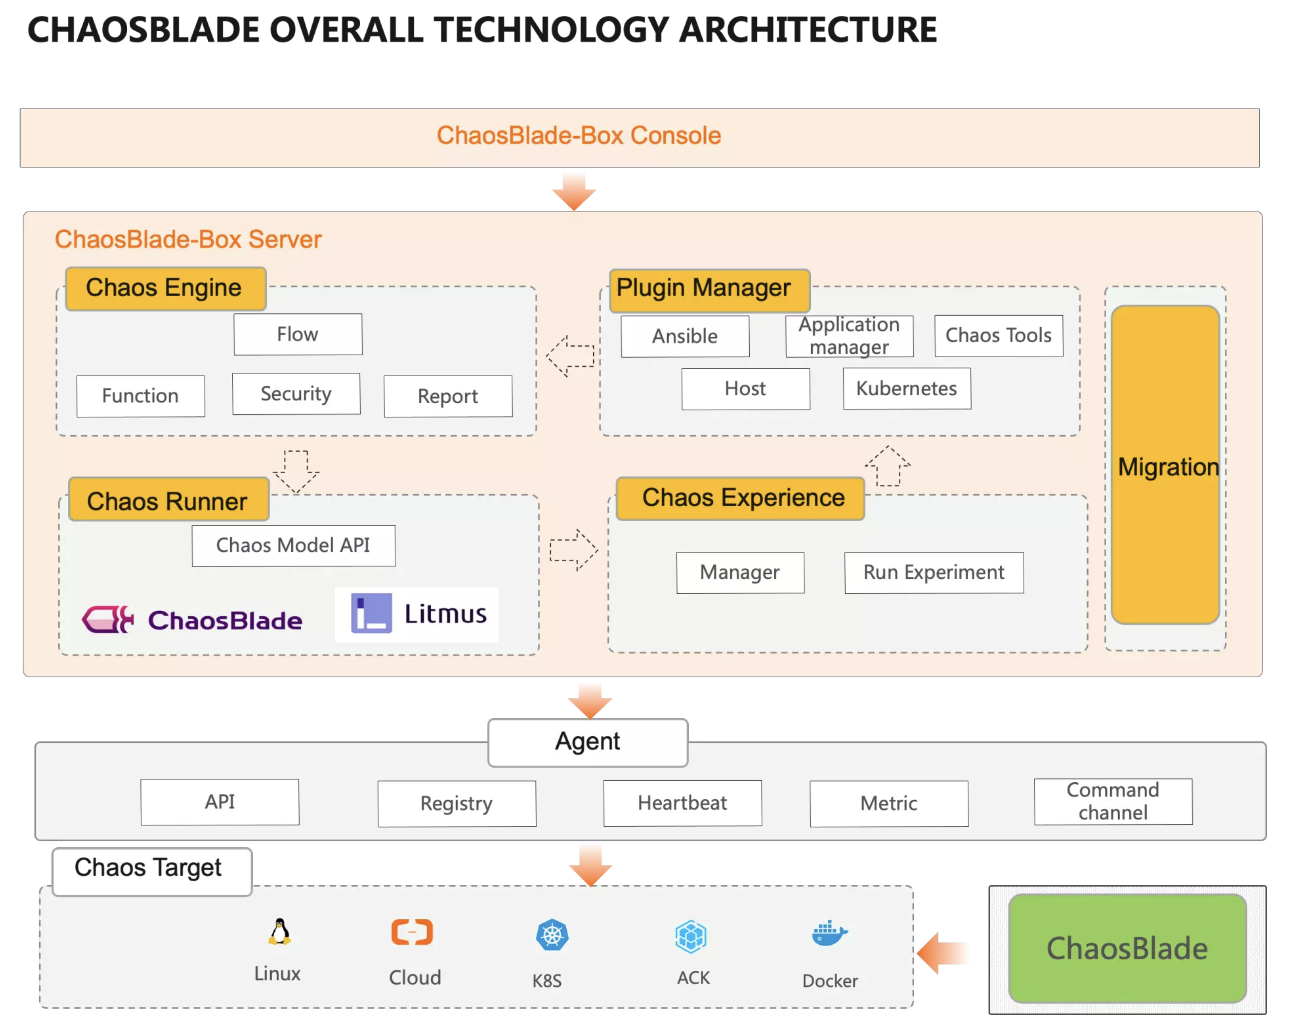 CHAOSBLADE OVERALL TECHNOLOGY ARCHITECTURE
ChaosBlade-Box Console
ChaosBlade-Box Server
Chaos Engine
Flow
Function
Security
Report
Plugin Manager
Ansible
Application
manager
Chaos Tools
Host
Kubernetes
Migration
Chaos Runner
Chaos Model API
ChaosBlade
Litmus
Chaos Experience
Manager
Run Experiment
Agent
API
Registry
Heartbeat
Metric
Command
channel
Chaos Target
Linux
Cloud
K8S
ACK
Docker
ChaosBlade